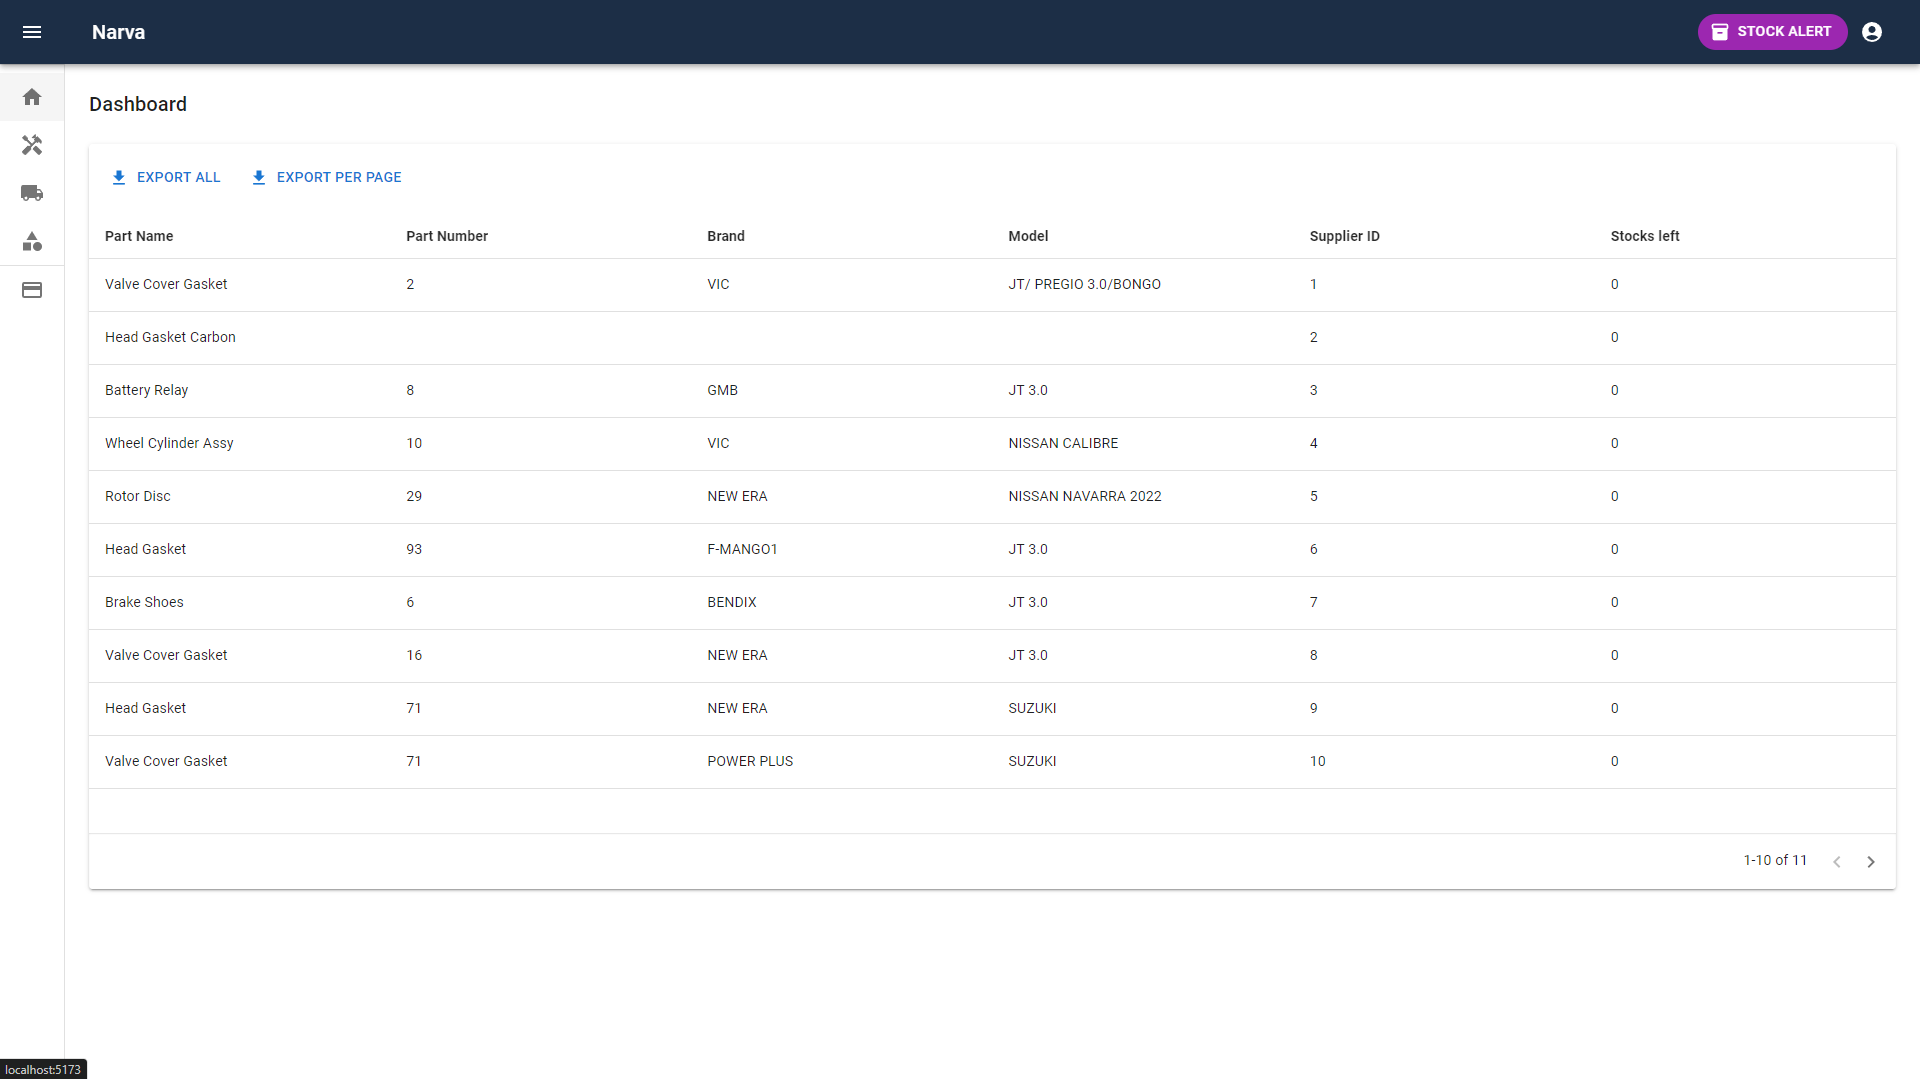 Narva
STOCK ALERT
Dashboard
EXPORT ALL EXPORT PER PAGE
Part Name Part Number Brand Model Supplier ID Stocks left
Valve Cover Gasket 2 VIC JT/ PREGIO 3.0/BONGO 1 0
Head Gasket Carbon 2 0
Battery Relay 8 GMB JT 3.0 3 0
Wheel Cylinder Assy 10 VIC NISSAN CALIBRE 4 0
Rotor Disc 29 NEW ERA NISSAN NAVARRA 2022 5 0
Head Gasket 93 F-MANGO1 JT 3.0 6 0
Brake Shoes 6 BENDIX JT 3.0 7 0
Valve Cover Gasket 16 NEW ERA JT 3.0 8 0
Head Gasket 71 NEW ERA SUZUKI 9 0
Valve Cover Gasket 71 POWER PLUS SUZUKI 10 0
1-10 of 11
localhost:5173